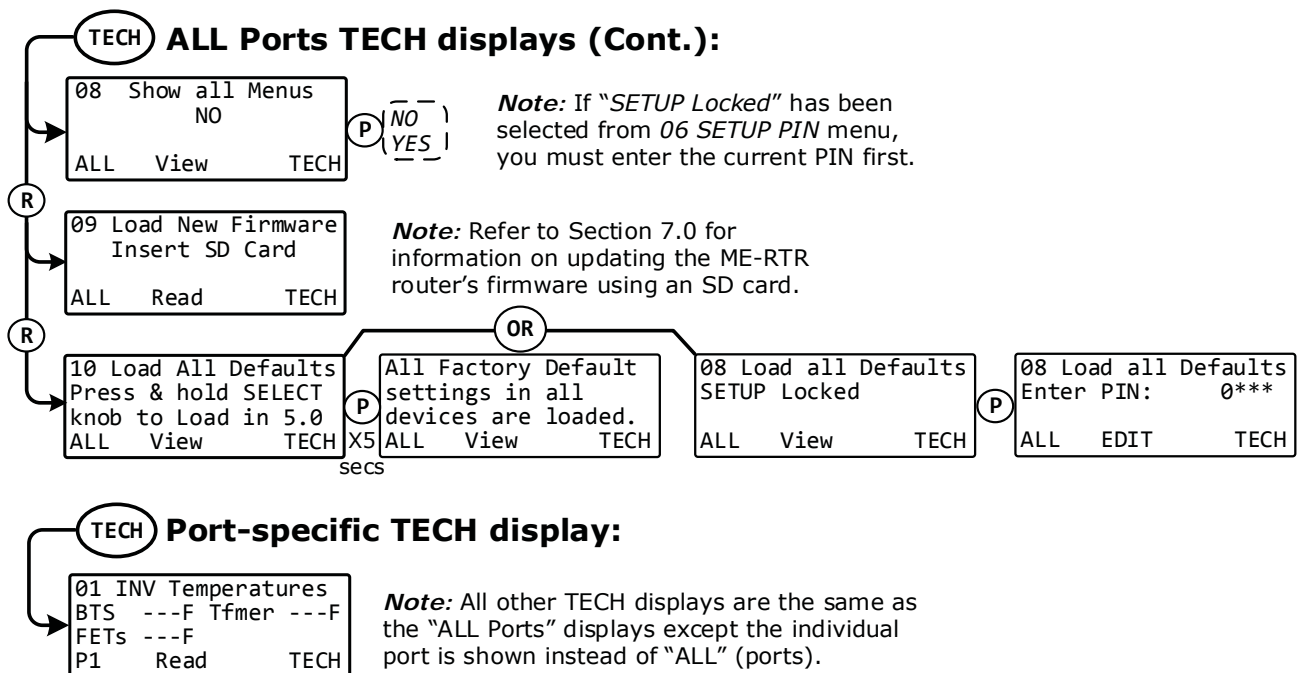 TECH ALL Ports TECH displays (Cont.):
08 Show all Menus
NO
ALL View TECH
P
NO
YES
Note: If “SETUP Locked” has been
selected from 06 SETUP PIN menu,
you must enter the current PIN first.
R
09 Load New Firmware
Insert SD Card
ALL Read TECH
Note: Refer to Section 7.0 for
information on updating the ME-RTR
router’s firmware using an SD card.
R
OR
10 Load All Defaults
Press & hold SELECT
knob to Load in 5.0
ALL View TECH
P
X5
secs
All Factory Default
settings in all
devices are loaded.
ALL View TECH
08 Load all Defaults
SETUP Locked
ALL View TECH
P
08 Load all Defaults
Enter PIN: 0***
ALL EDIT TECH
TECH Port-specific TECH display:
01 INV Temperatures
BTS ---F Tfmer ---F
FETs ---F
P1 Read TECH
Note: All other TECH displays are the same as
the “ALL Ports” displays except the individual
port is shown instead of “ALL” (ports).